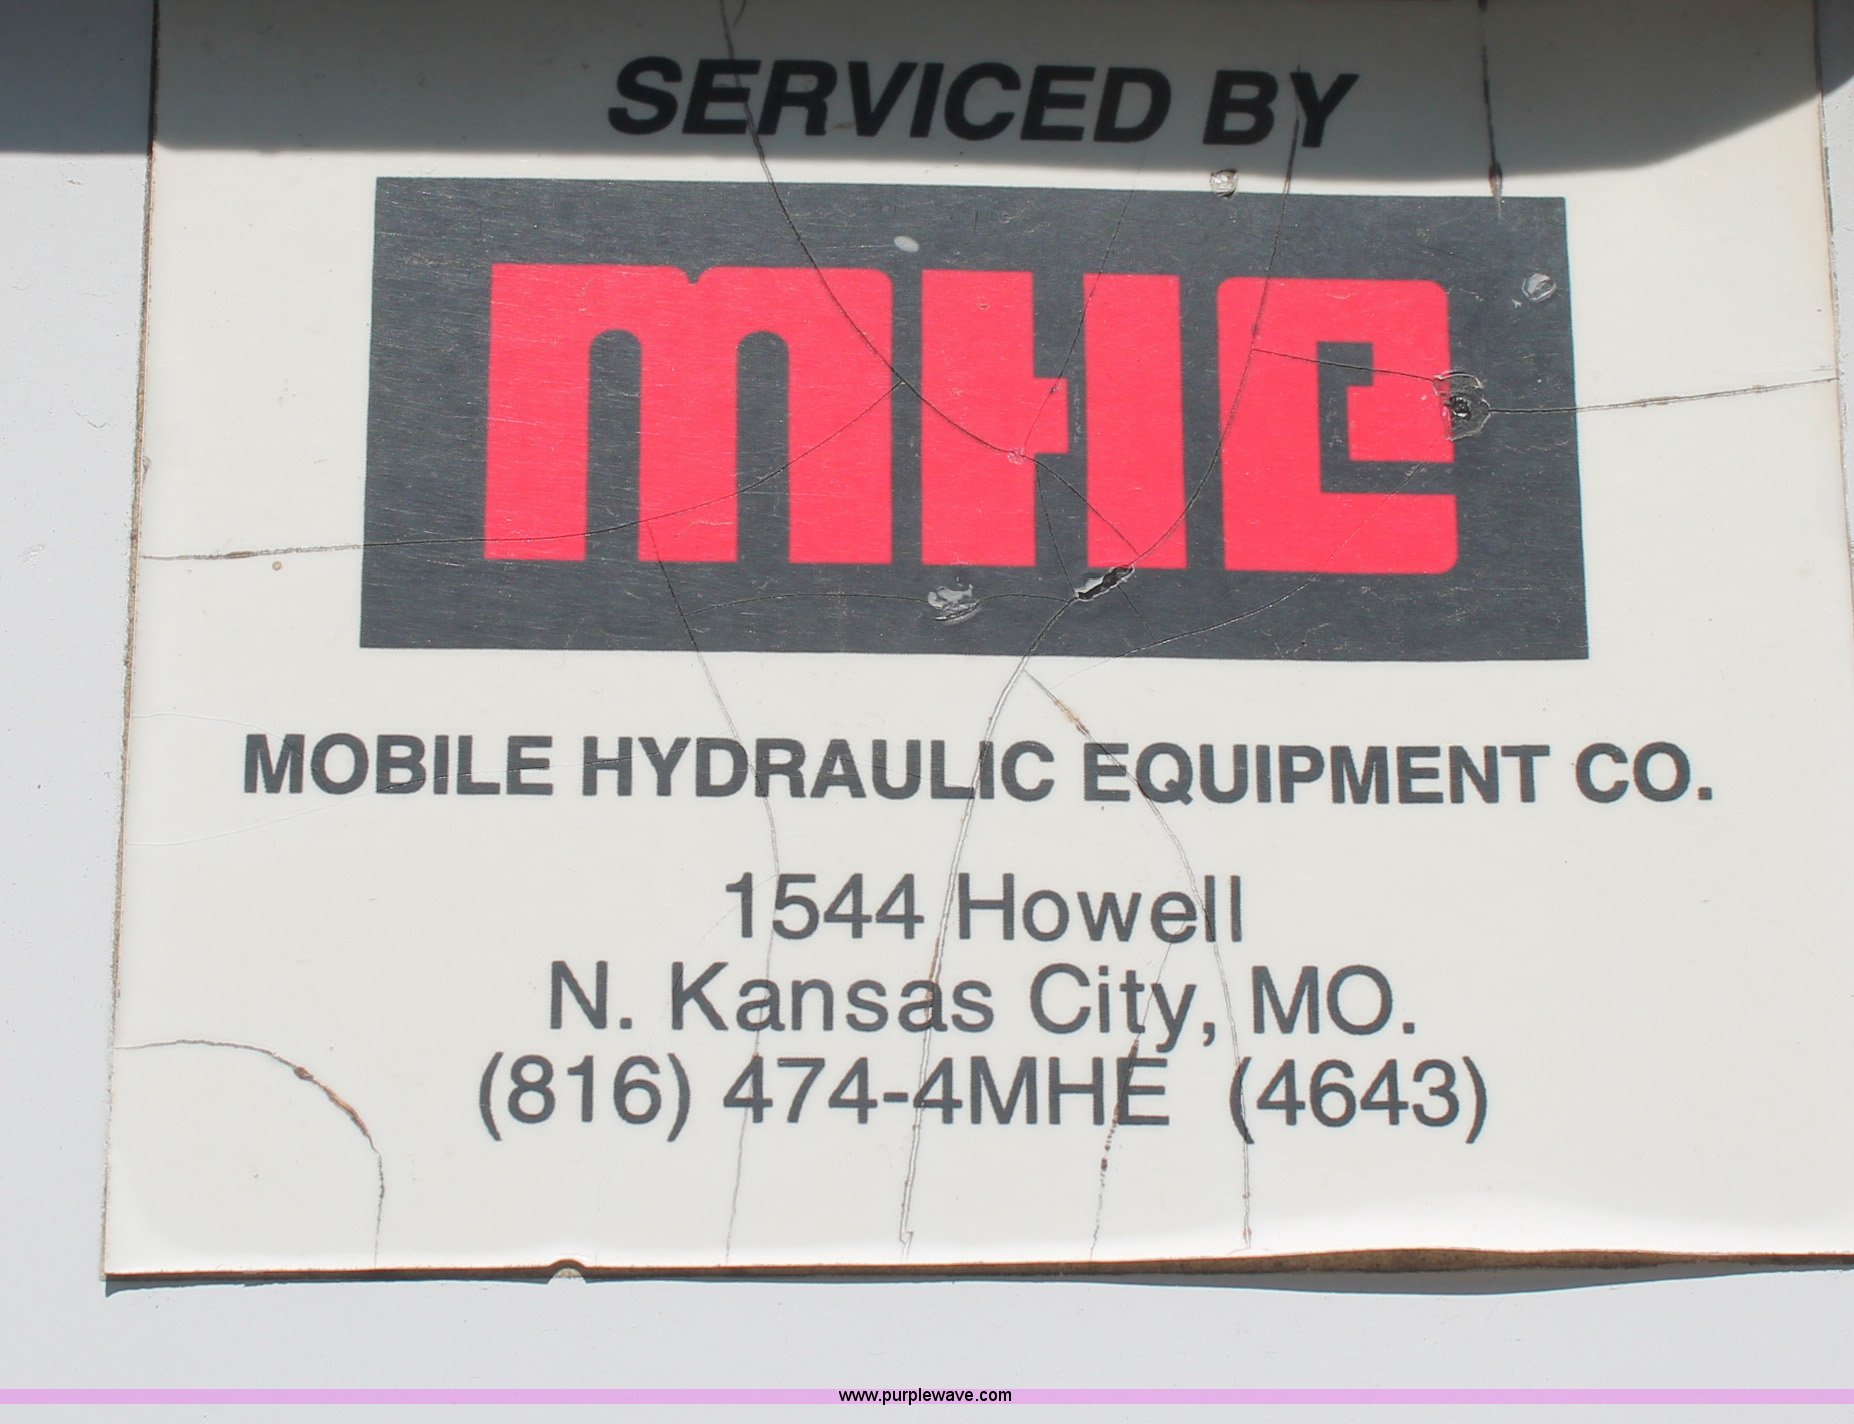 SERVICED BY
MHE
MOBILE HYDRAULIC EQUIPMENT CO.
1544 Howell
N. Kansas City, MO.
(816) 474-4MHE (4643)
www.purplewave.com